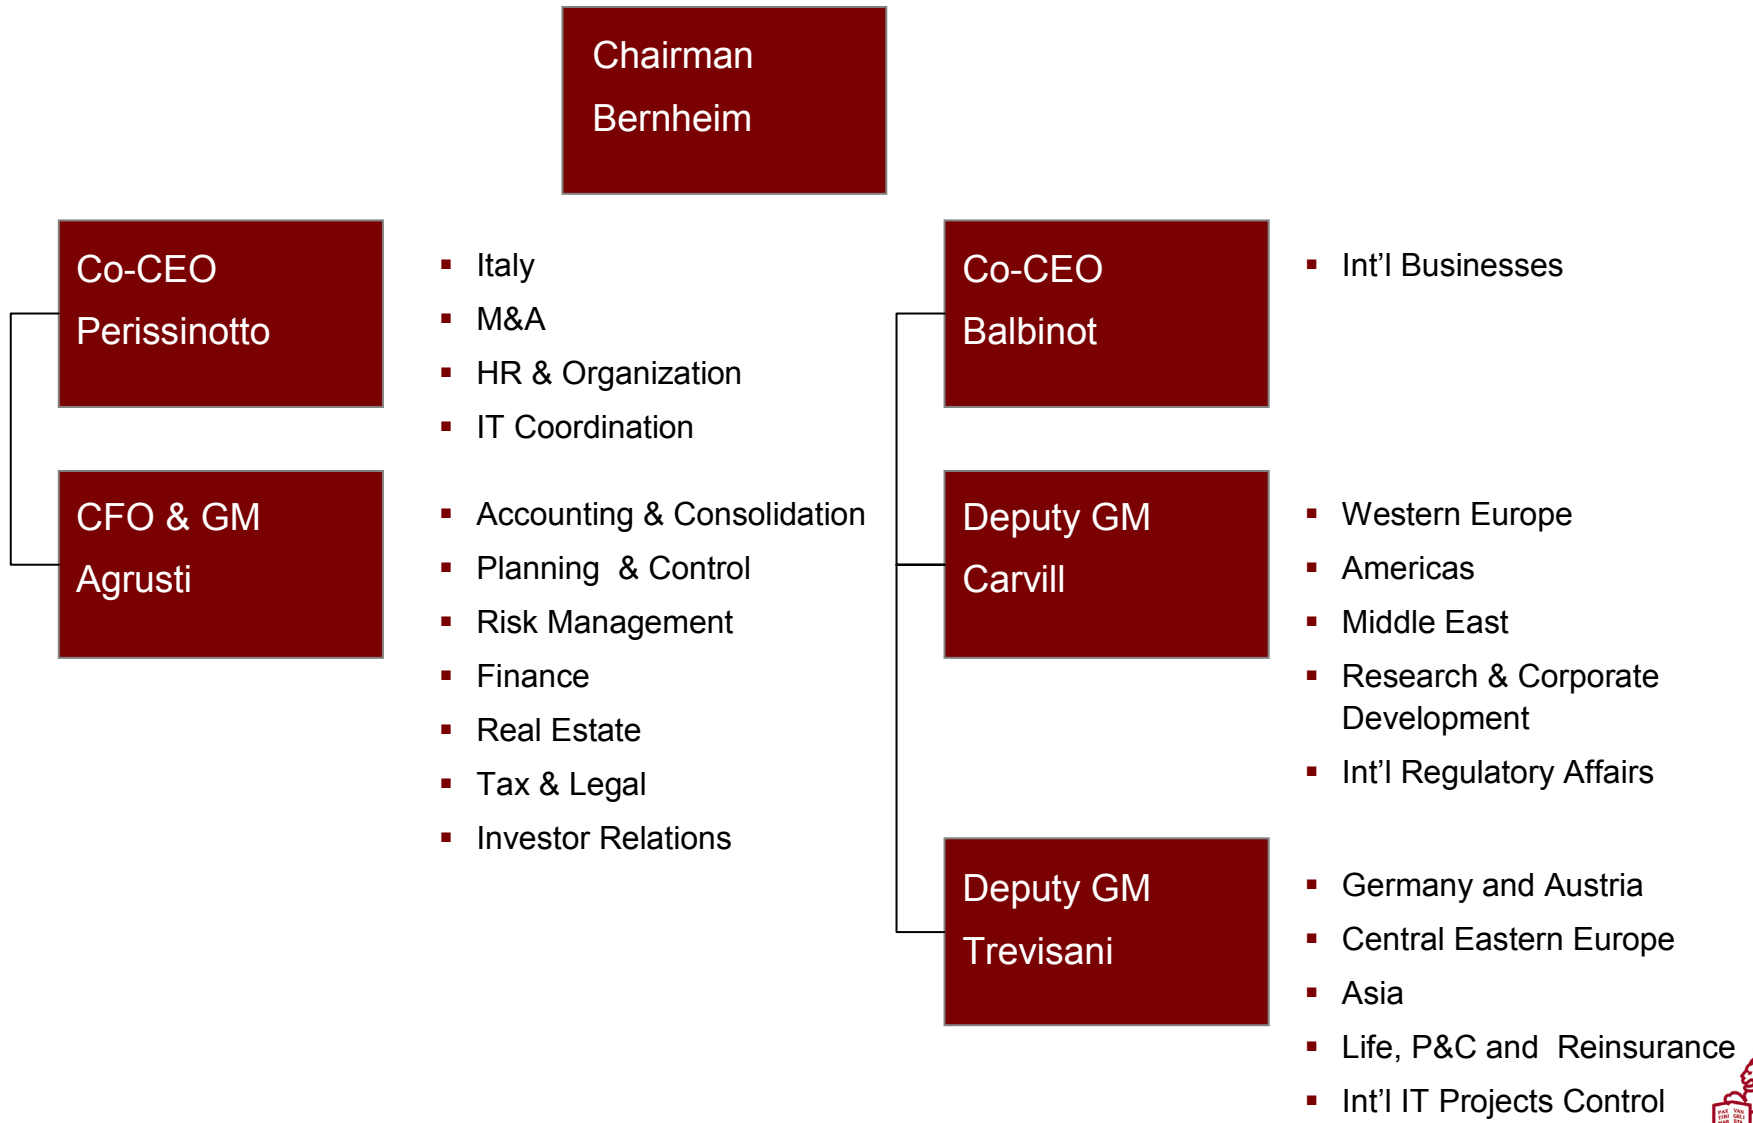 Chairman
Bernheim
Co-CEO
Perissinotto
▪ Italy
▪ M&A
▪ HR & Organization
▪ IT Coordination
CFO & GM
Agrusti
▪ Accounting & Consolidation
▪ Planning & Control
▪ Risk Management
▪ Finance
▪ Real Estate
▪ Tax & Legal
▪ Investor Relations
Co-CEO
Balbinot
▪ Int’l Businesses
Deputy GM
Carvill
▪ Western Europe
▪ Americas
▪ Middle East
▪ Research & Corporate
Development
▪ Int’l Regulatory Affairs
Deputy GM
Trevisani
▪ Germany and Austria
▪ Central Eastern Europe
▪ Asia
▪ Life, P&C and Reinsurance
▪ Int’l IT Projects Control